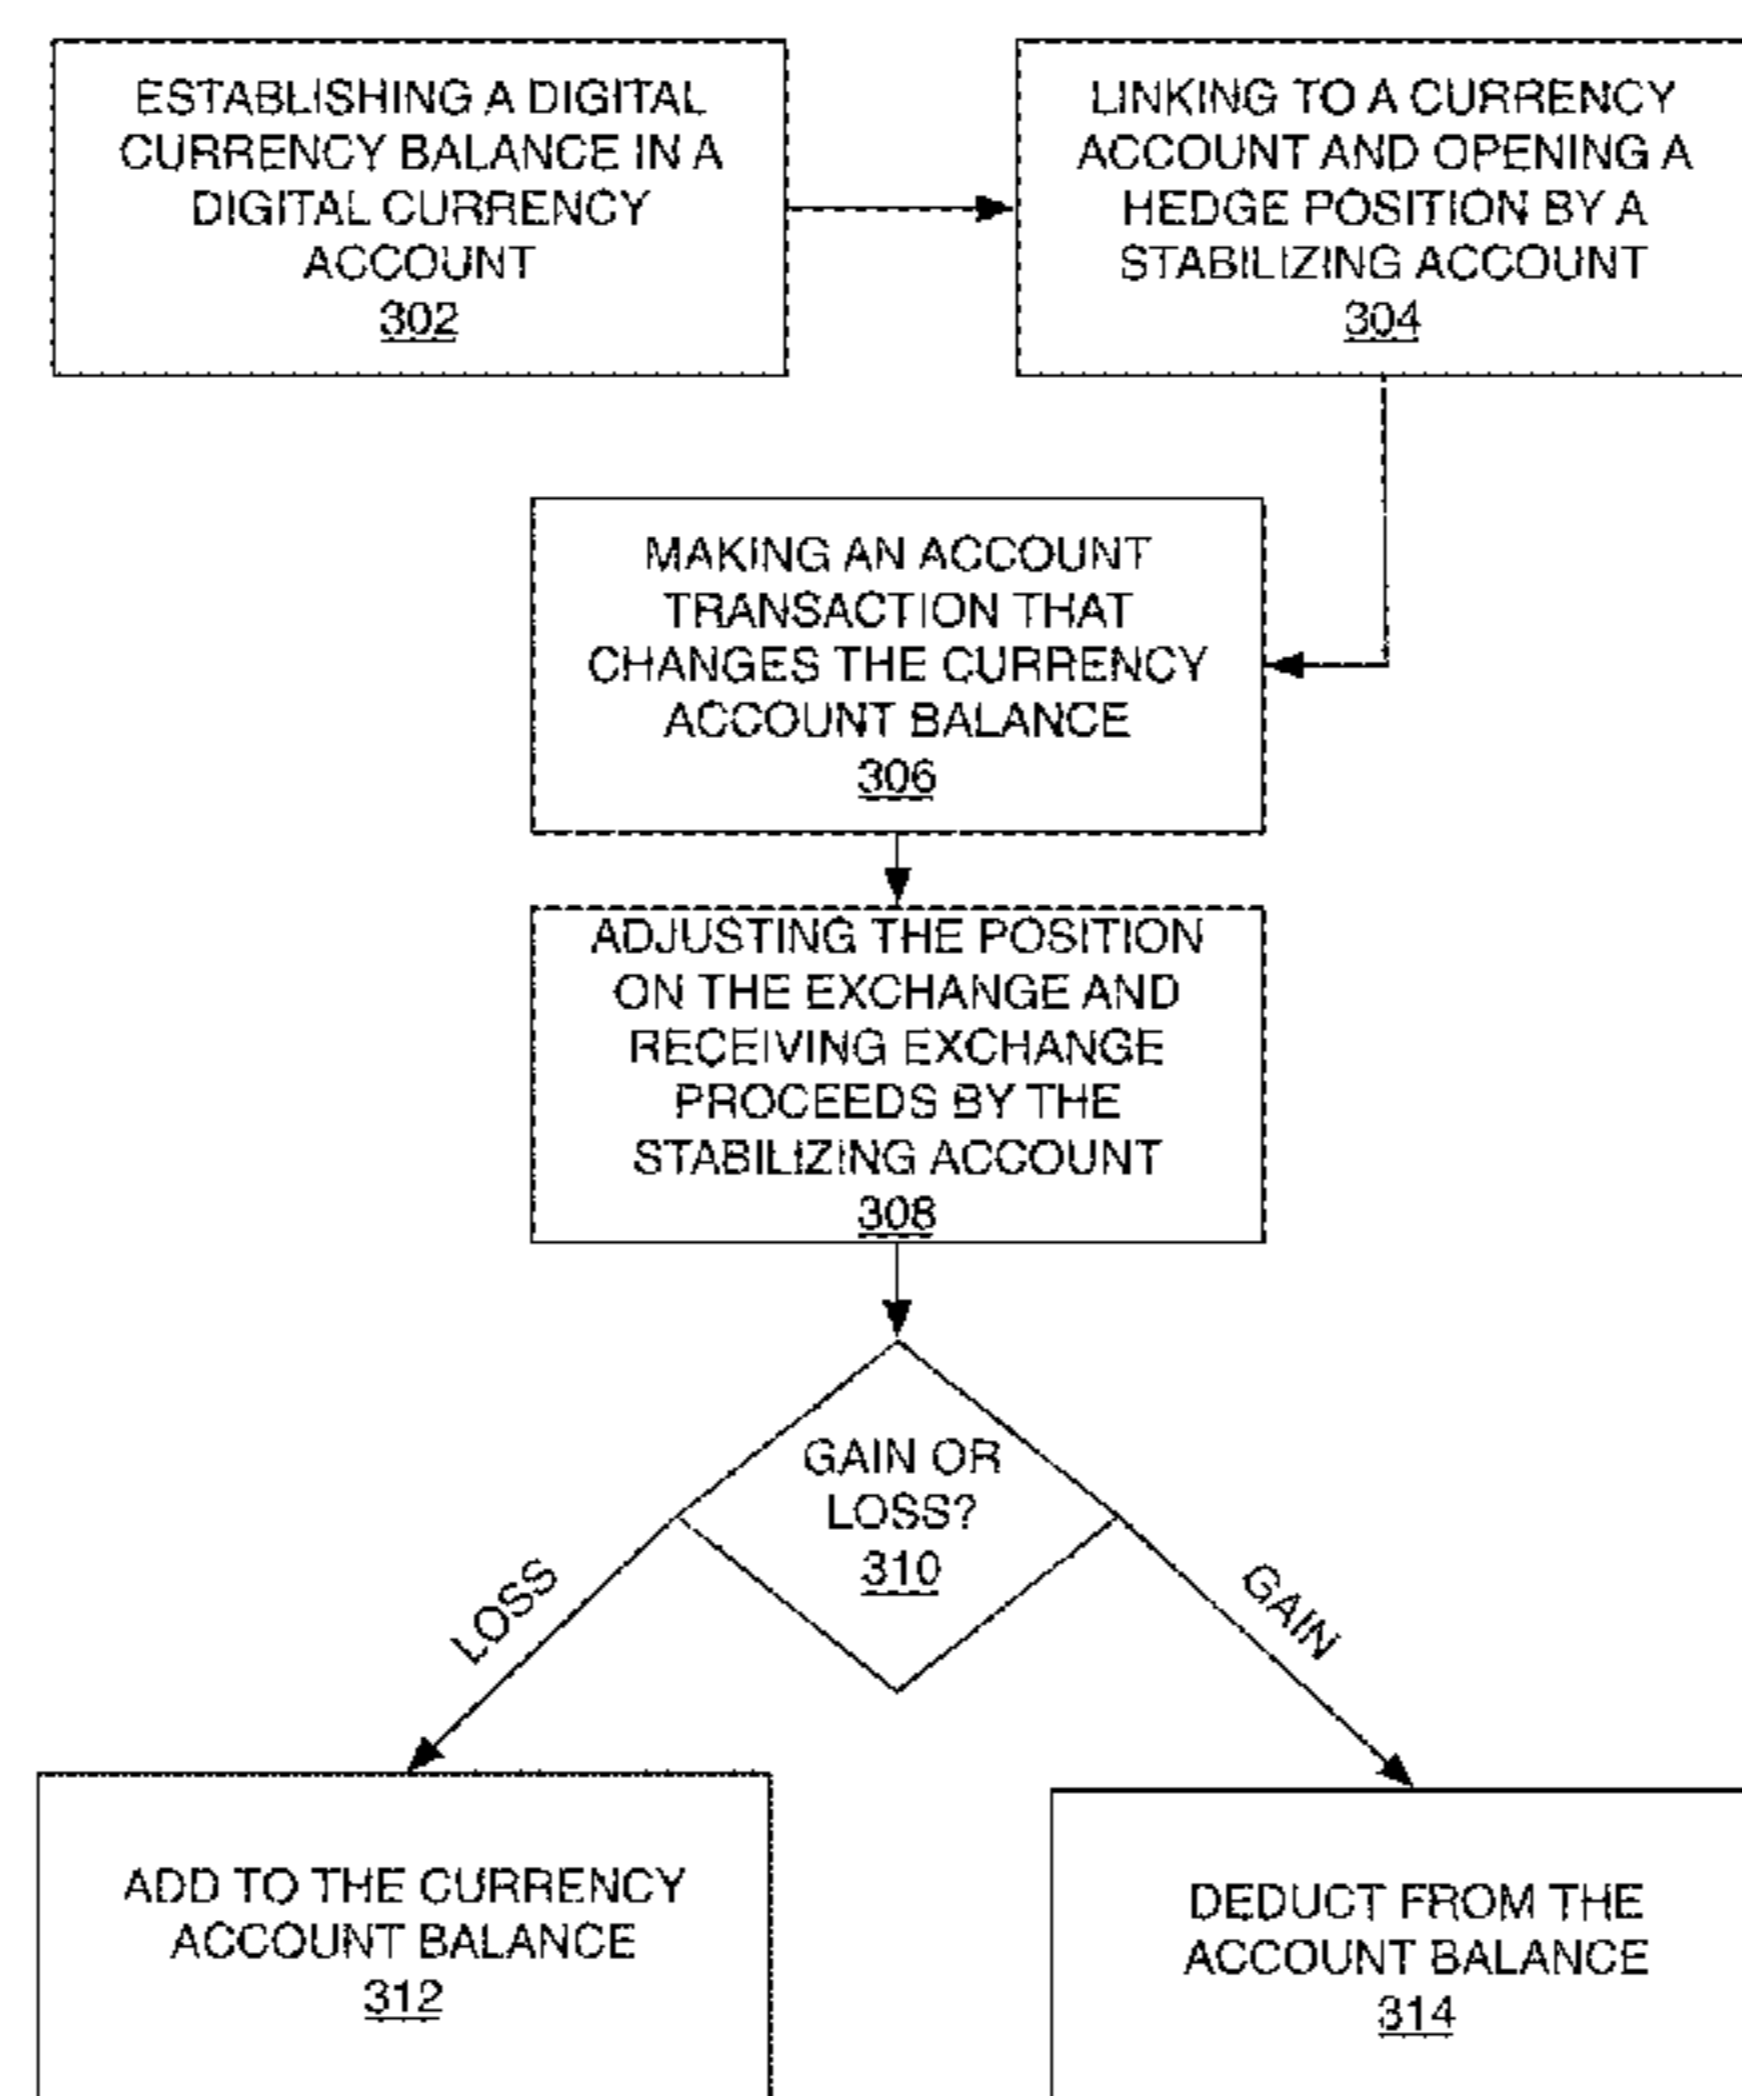 ESTABLISHING A DIGITAL
CURRENCY BALANCE IN A
DIGITAL CURRENCY
ACCOUNT
302
LINKING TO A CURRENCY
ACCOUNT AND OPENING A
HEDGE POSITION BY A
STABILIZING ACCOUNT
304
MAKING AN ACCOUNT
TRANSACTION THAT
CHANGES THE CURRENCY
ACCOUNT BALANCE
306
ADJUSTING THE POSITION
ON THE EXCHANGE AND
RECEIVING EXCHANGE
PROCEEDS BY THE
STABILIZING ACCOUNT
308
GAIN OR
LOSS?
310
LOSS
GAIN
ADD TO THE CURRENCY
ACCOUNT BALANCE
312
DEDUCT FROM THE
ACCOUNT BALANCE
314